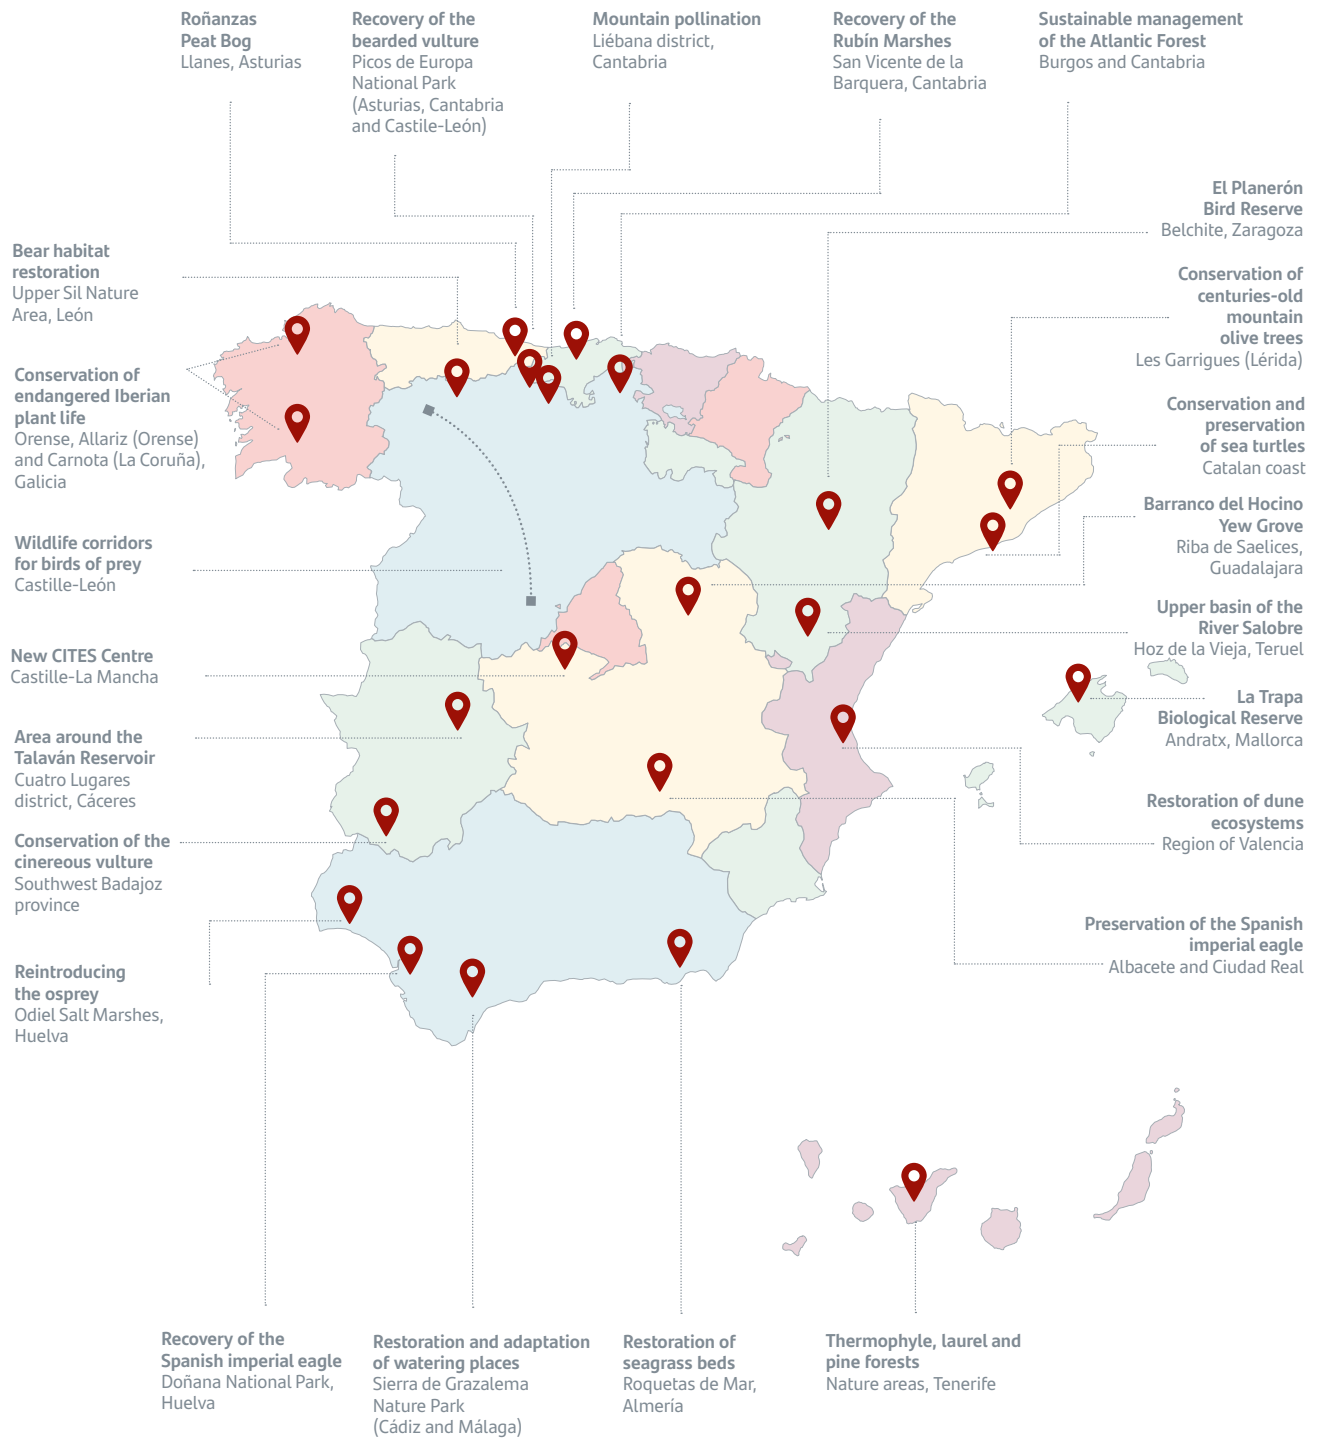 Roñanzas
Peat Bog
Llanes, Asturias
Recovery of the
bearded vulture
Picos de Europa
National Park
(Asturias, Cantabria
and Castile-León)
Mountain pollination
Liébana district,
Cantabria
Recovery of the
Rubín Marshes
San Vicente de la
Barquera, Cantabria
Sustainable management
of the Atlantic Forest
Burgos and Cantabria
El Planerón
Bird Reserve
Belchite, Zaragoza
Conservation of
centuries-old
mountain
olive trees
Les Garrigues (Lérida)
Conservation and
preservation
of sea turtles
Catalan coast
Barranco del Hocino
Yew Grove
Riba de Saelices,
Guadalajara
Upper basin of the
River Salobre
Hoz de la Vieja, Teruel
La Trapa
Biological Reserve
Andratx, Mallorca
Restoration of dune
ecosystems
Region of Valencia
Preservation of the Spanish
imperial eagle
Albacete and Ciudad Real
Bear habitat
restoration
Upper Sil Nature
Area, León
Conservation of
endangered Iberian
plant life
Orense, Allariz (Orense)
and Carnota (La Coruña),
Galicia
Wildlife corridors
for birds of prey
Castille-León
New CITES Centre
Castille-La Mancha
Area around the
Talaván Reservoir
Cuatro Lugares
district, Cáceres
Conservation of the
cinereous vulture
Southwest Badajoz
province
Reintroducing
the osprey
Odiel Salt Marshes,
Huelva
Recovery of the
Spanish imperial eagle
Doñana National Park,
Huelva
Restoration and adaptation
of watering places
Sierra de Grazalema
Nature Park
(Cádiz and Málaga)
Restoration of
seagrass beds
Roquetas de Mar,
Almería
Thermophyle, laurel and
pine forests
Nature areas, Tenerife